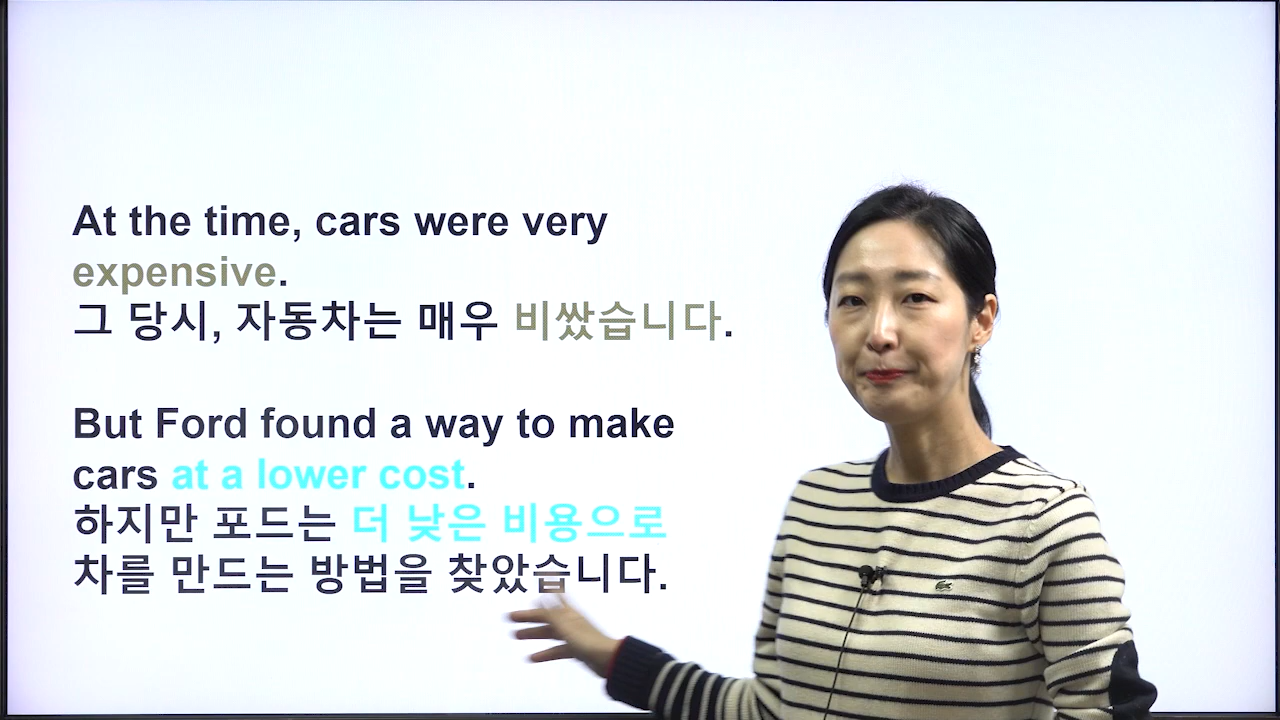 At the time, cars were very
expensive.
그 당시, 자동차는 매우 비쌌습니다.
But Ford found a way to make
cars at a lower cost.
하지만 포드는 더 낮은 비용으로
차를 만드는 방법을 찾았습니다.